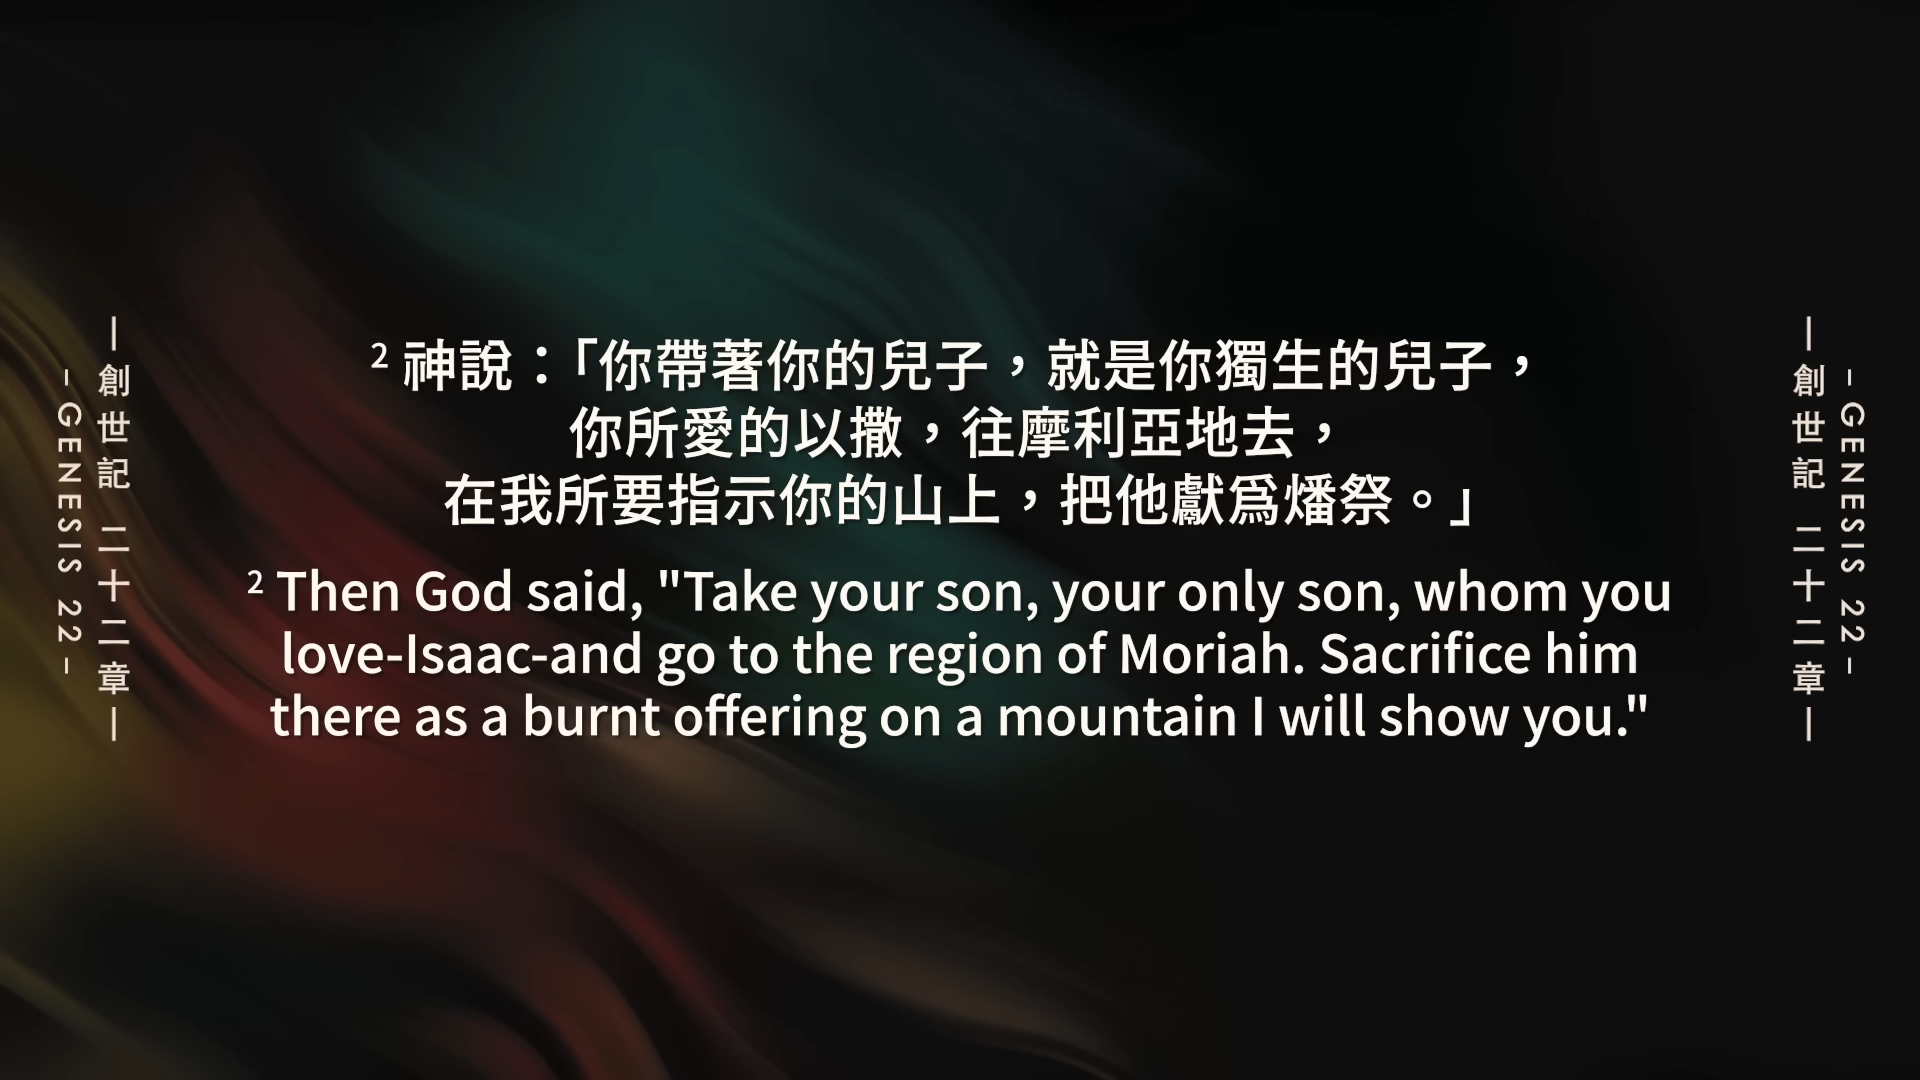 —創世記 二十二章—
– GENESIS 22 –
² 神說：「你帶著你的兒子，就是你獨生的兒子，
你所愛的以撒，往摩利亞地去，
在我所要指示你的山上，把他獻爲燔祭。」
² Then God said, "Take your son, your only son, whom you
love-Isaac-and go to the region of Moriah. Sacrifice him
there as a burnt offering on a mountain I will show you."
—創世記 二十二章—
– GENESIS 22 –